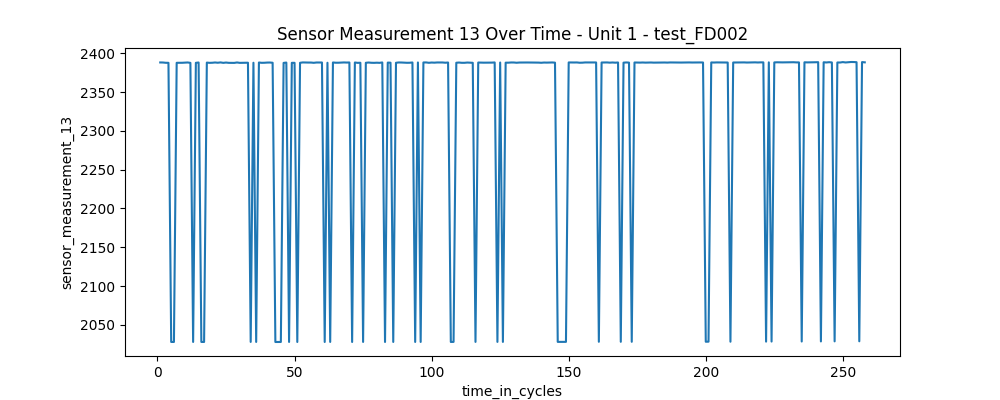 Sensor Measurement 13 Over Time - Unit 1 - test_FD002
sensor_measurement_13
2400
2350
2300
2250
2200
2150
2100
2050
0 50 100 150 200 250
time_in_cycles